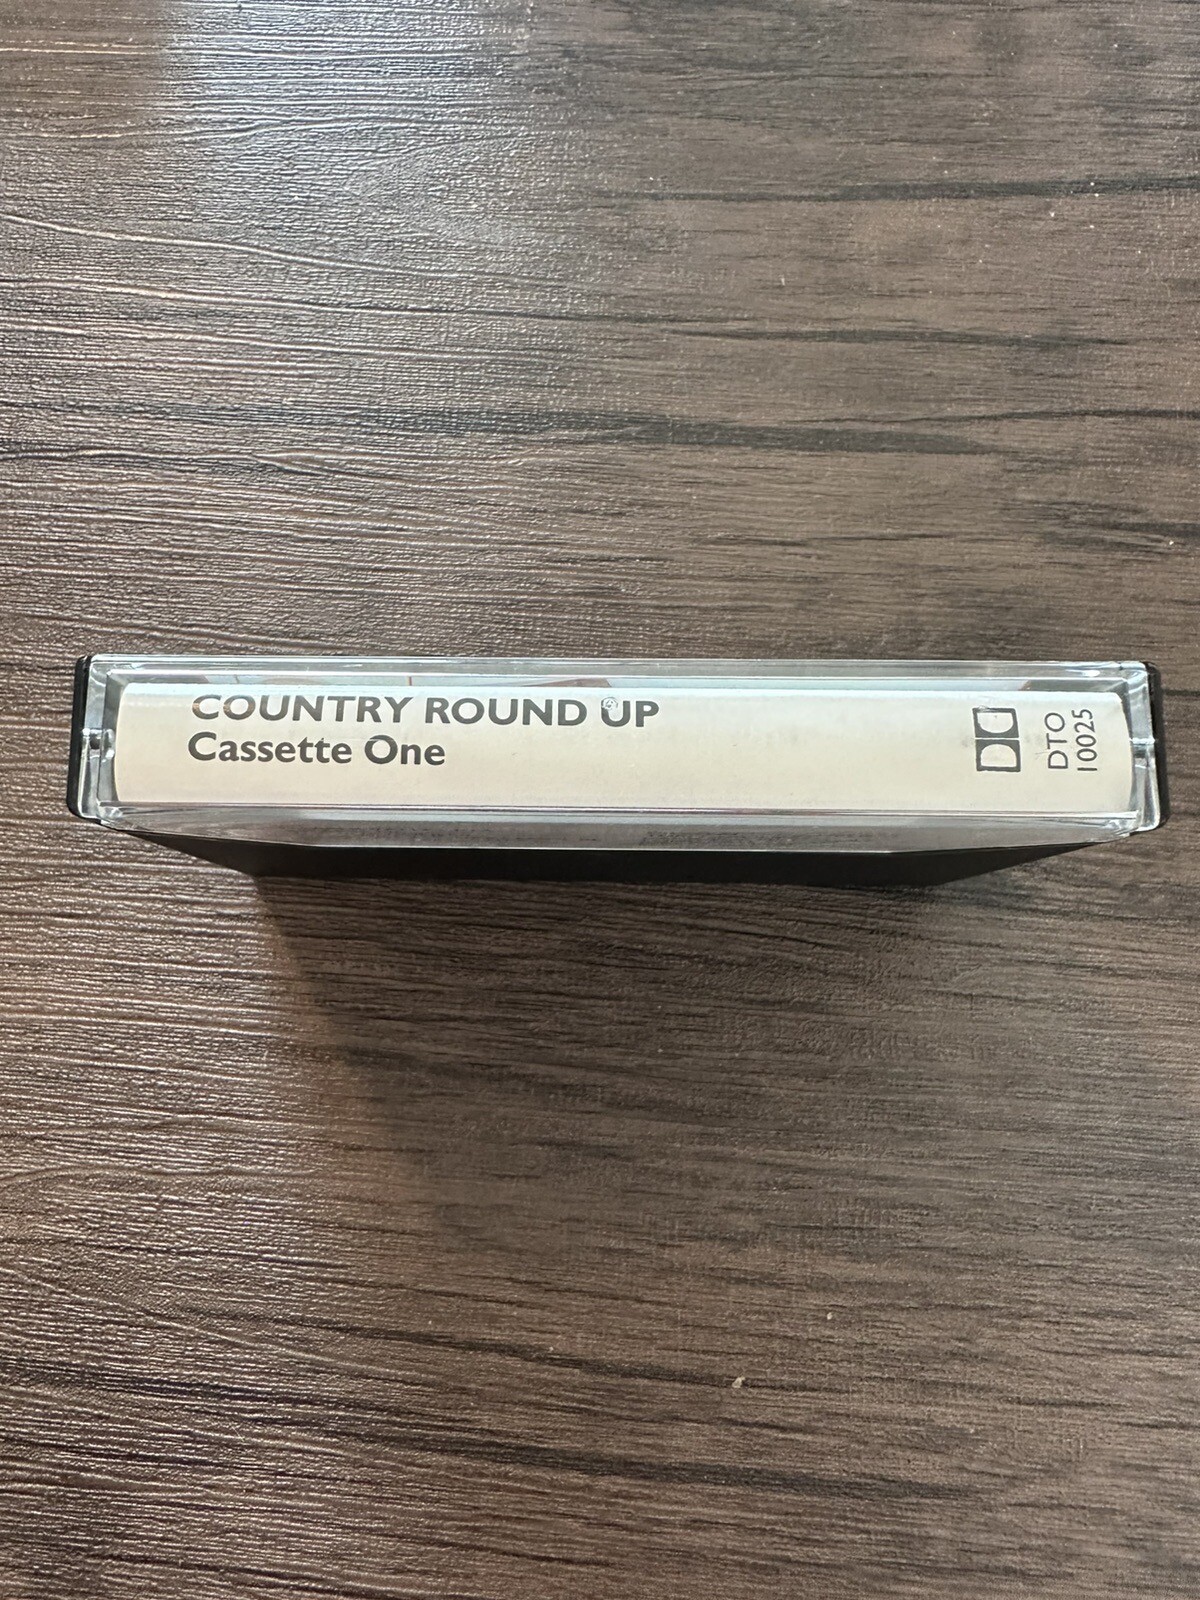 COUNTRY ROUND UP
Cassette One
DTO
10025